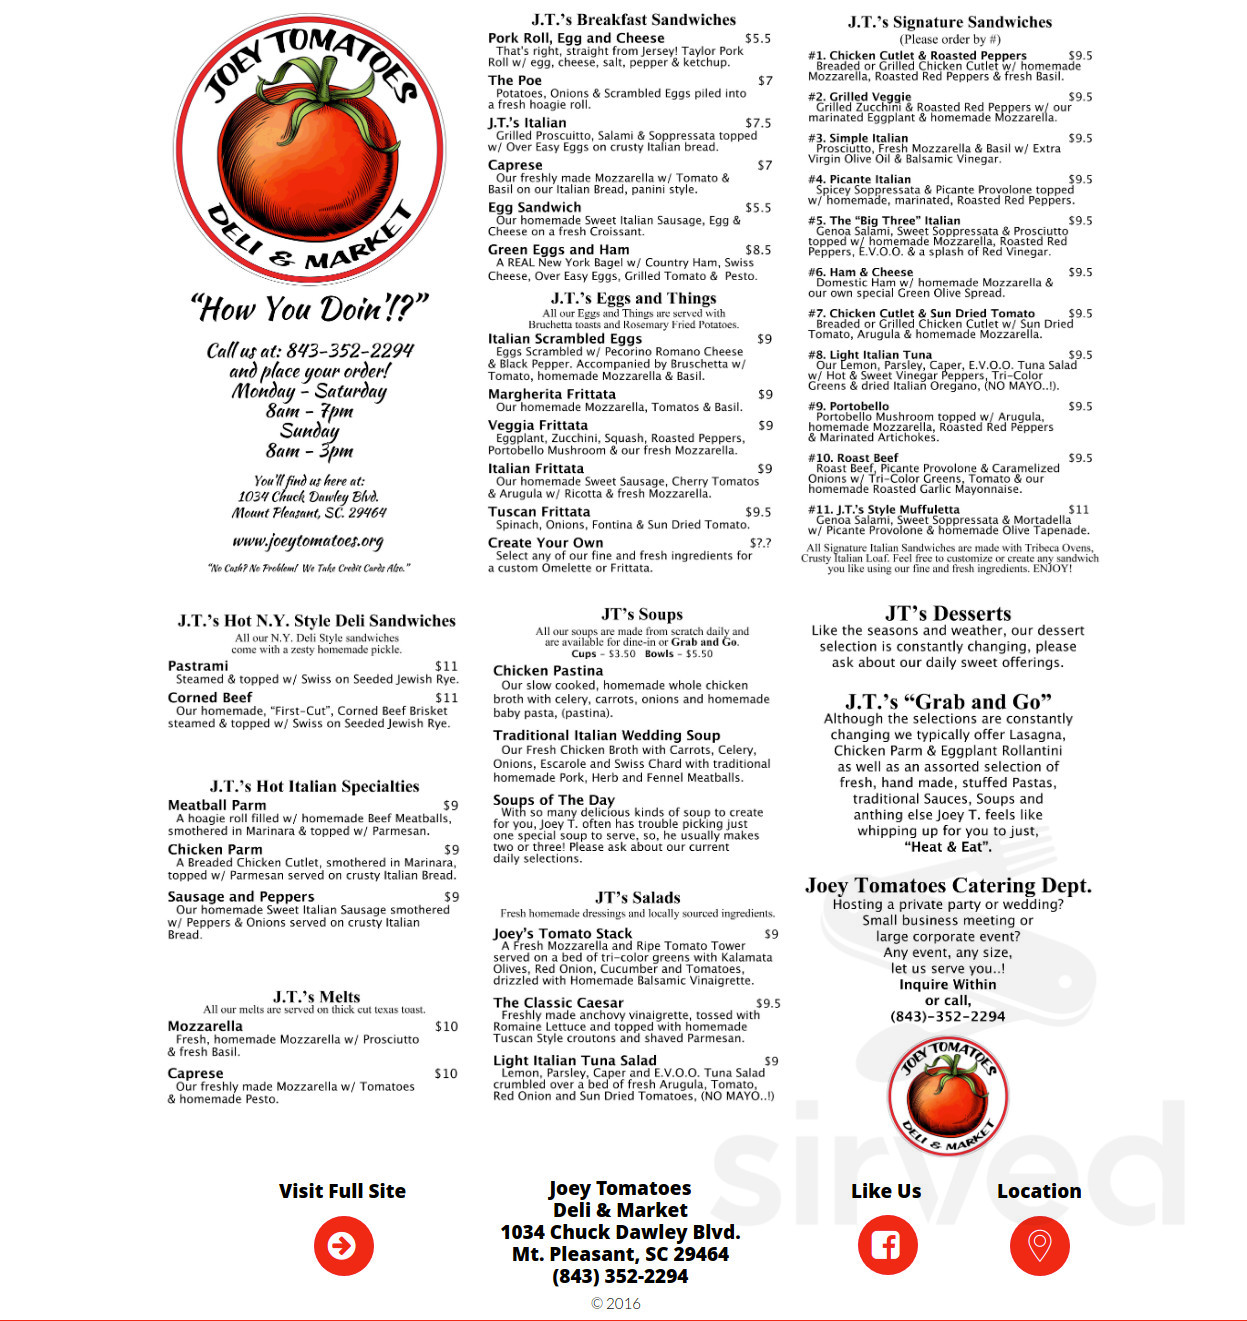 JOEY TOMATOES
DELI & MARKET
“How You Doin'!?”
Call us at: 843-352-2294
and place your order!
Monday - Saturday
8am - 7pm
Sunday
8am - 3pm
You'll find us here at:
1034 Chuck Dawley Blvd.
Mount Pleasant, SC. 29464
www.joeytomatoes.org
“No Cash? No Problem! We Take Credit Cards Also.”
J.T.’s Breakfast Sandwiches
Pork Roll, Egg and Cheese $5.5
That's right, straight from Jersey! Taylor Pork
Roll w/ egg, cheese, salt, pepper & ketchup.
The Poe $7
Potatoes, Onions & Scrambled Eggs piled into
a fresh hoagie roll.
J.T.’s Italian $7.5
Grilled Proscuitto, Salami & Soppressata topped
w/ Over Easy Eggs on crusty Italian bread.
Caprese $7
Our freshly made Mozzarella w/ Tomato &
Basil on our Italian Bread, panini style.
Egg Sandwich $5.5
Our homemade Sweet Italian Sausage, Egg &
Cheese on a fresh Croissant.
Green Eggs and Ham $8.5
A REAL New York Bagel w/ Country Ham, Swiss
Cheese, Over Easy Eggs, Grilled Tomato & Pesto.
J.T.’s Eggs and Things
All our Eggs and Things are served with
Bruchetta toasts and Rosemary Fried Potatoes.
Italian Scrambled Eggs $9
Eggs Scrambled w/ Pecorino Romano Cheese
& Black Pepper. Accompanied by Bruschetta w/
Tomato, homemade Mozzarella & Basil.
Margherita Frittata $9
Our homemade Mozzarella, Tomatos & Basil.
Veggia Frittata $9
Eggplant, Zucchini, Squash, Roasted Peppers,
Portobello Mushroom & our fresh Mozzarella.
Italian Frittata $9
Our homemade Sweet Sausage, Cherry Tomatos
& Arugula w/ Ricotta & fresh Mozzarella.
Tuscan Frittata $9.5
Spinach, Onions, Fontina & Sun Dried Tomato.
Create Your Own $?.?
Select any of our fine and fresh ingredients for
a custom Omelette or Frittata.
J.T.’s Signature Sandwiches
(Please order by #)
#1. Chicken Cutlet & Roasted Peppers $9.5
Breaded or Grilled Chicken Cutlet w/ homemade
Mozzarella, Roasted Red Peppers & fresh Basil.
#2. Grilled Veggie $9.5
Grilled Zucchini & Roasted Red Peppers w/ our
marinated Eggplant & homemade Mozzarella.
#3. Simple Italian $9.5
Prosciutto, Fresh Mozzarella & Basil w/ Extra
Virgin Olive Oil & Balsamic Vinegar.
#4. Picante Italian $9.5
Spicey Soppressata & Picante Provolone topped
w/ homemade, marinated, Roasted Red Peppers.
#5. The “Big Three” Italian $9.5
Genoa Salami, Sweet Soppressata & Prosciutto
topped w/ homemade Mozzarella, Roasted Red
Peppers, E.V.O.O. & a splash of Red Vinegar.
#6. Ham & Cheese $9.5
Domestic Ham w/ homemade Mozzarella &
our own special Green Olive Spread.
#7. Chicken Cutlet & Sun Dried Tomato $9.5
Breaded or Grilled Chicken Cutlet w/ Sun Dried
Tomato, Arugula & homemade Mozzarella.
#8. Light Italian Tuna $9.5
Our Lemon, Parsley, Caper, E.V.O.O. Tuna Salad
w/ Hot & Sweet Vinegar Peppers, Tri-Color
Greens & dried Italian Oregano, (NO MAYO..!).
#9. Portobello $9.5
Portobello Mushroom topped w/ Arugula,
homemade Mozzarella, Roasted Red Peppers
& Marinated Artichokes.
#10. Roast Beef $9.5
Roast Beef, Picante Provolone & Caramelized
Onions w/ Tri-Color Greens, Tomato & our
homemade Roasted Garlic Mayonnaise.
#11. J.T.’s Style Muffuletta $11
Genoa Salami, Sweet Soppressata & Mortadella
w/ Picante Provolone & homemade Olive Tapenade.
All Signature Italian Sandwiches are made with Tribeca Ovens,
Crusty Italian Loaf. Feel free to customize or create any sandwich
you like using our fine and fresh ingredients. ENJOY!
J.T.’s Hot N.Y. Style Deli Sandwiches
All our N.Y. Deli Style sandwiches
come with a zesty homemade pickle.
Pastrami $11
Steamed & topped w/ Swiss on Seeded Jewish Rye.
Corned Beef $11
Our homemade, “First-Cut”, Corned Beef Brisket
steamed & topped w/ Swiss on Seeded Jewish Rye.
J.T.’s Hot Italian Specialties
Meatball Parm $9
A hoagie roll filled w/ homemade Beef Meatballs,
smothered in Marinara & topped w/ Parmesan.
Chicken Parm $9
A Breaded Chicken Cutlet, smothered in Marinara,
topped w/ Parmesan served on crusty Italian Bread.
Sausage and Peppers $9
Our homemade Sweet Italian Sausage smothered
w/ Peppers & Onions served on crusty Italian
Bread.
J.T.’s Melts
All our melts are served on thick cut texas toast.
Mozzarella $10
Fresh, homemade Mozzarella w/ Prosciutto
& fresh Basil.
Caprese $10
Our freshly made Mozzarella w/ Tomatoes
& homemade Pesto.
JT’s Soups
All our soups are made from scratch daily and
are available for dine-in or Grab and Go.
Cups - $3.50 Bowls - $5.50
Chicken Pastina
Our slow cooked, homemade whole chicken
broth with celery, carrots, onions and homemade
baby pasta, (pastina).
Traditional Italian Wedding Soup
Our Fresh Chicken Broth with Carrots, Celery,
Onions, Escarole and Swiss Chard with traditional
homemade Pork, Herb and Fennel Meatballs.
Soups of The Day
With so many delicious kinds of soup to create
for you, Joey T. often has trouble picking just
one special soup to serve, so, he usually makes
two or three! Please ask about our current
daily selections.
JT’s Salads
Fresh homemade dressings and locally sourced ingredients.
Joey’s Tomato Stack $9
A Fresh Mozzarella and Ripe Tomato Tower
served on a bed of tri-color greens with Kalamata
Olives, Red Onion, Cucumber and Tomatoes,
drizzled with Homemade Balsamic Vinaigrette.
The Classic Caesar $9.5
Freshly made anchovy vinaigrette, tossed with
Romaine Lettuce and topped with homemade
Tuscan Style croutons and shaved Parmesan.
Light Italian Tuna Salad $9
Lemon, Parsley, Caper and E.V.O.O. Tuna Salad
crumbled over a bed of fresh Arugula, Tomato,
Red Onion and Sun Dried Tomatoes, (NO MAYO..!)
JT’s Desserts
Like the seasons and weather, our dessert
selection is constantly changing, please
ask about our daily sweet offerings.
J.T.’s “Grab and Go”
Although the selections are constantly
changing we typically offer Lasagna,
Chicken Parm & Eggplant Rollantini
as well as an assorted selection of
fresh, hand made, stuffed Pastas,
traditional Sauces, Soups and
anthing else Joey T. feels like
whipping up for you to just,
“Heat & Eat”.
Joey Tomatoes Catering Dept.
Hosting a private party or wedding?
Small business meeting or
large corporate event?
Any event, any size,
let us serve you..!
Inquire Within
or call,
(843)-352-2294
JOEY TOMATOES
DELI & MARKET
sirved
Visit Full Site
Joey Tomatoes
Deli & Market
1034 Chuck Dawley Blvd.
Mt. Pleasant, SC 29464
(843) 352-2294
© 2016
Like Us
Location